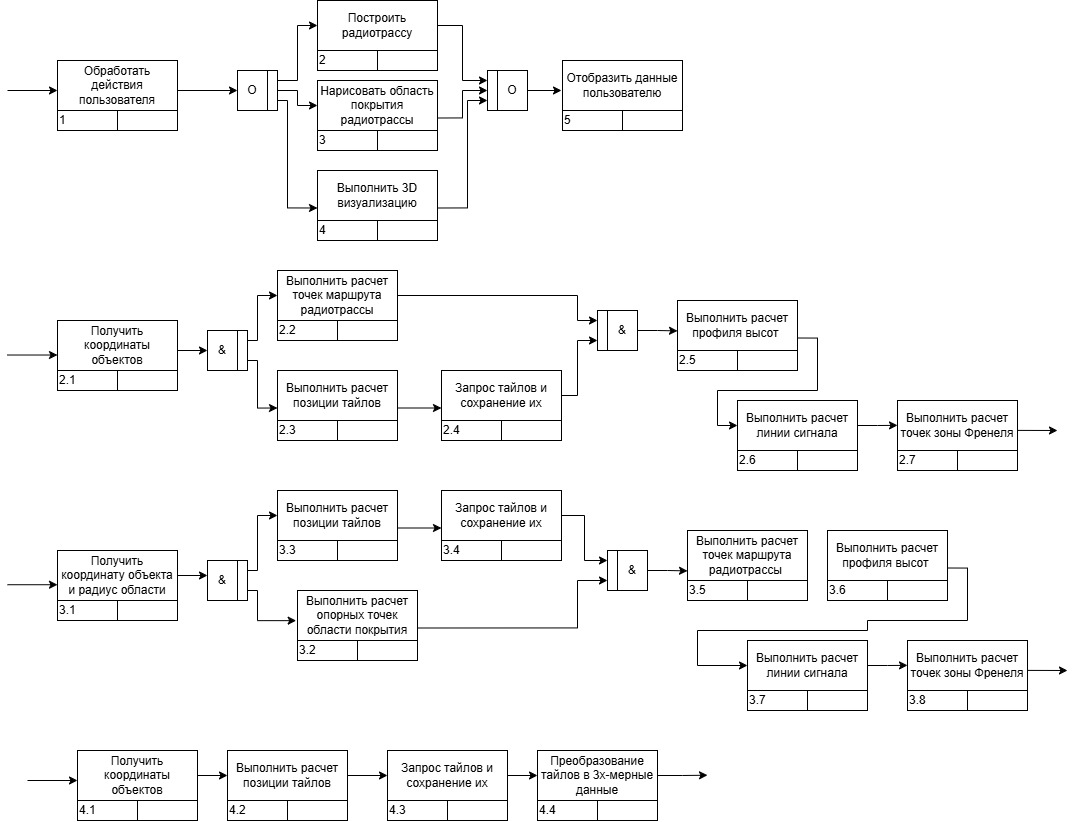 Построить
радиотрассу
2
Обработать
действия
пользователя
1
O
Нарисовать область
покрытия
радиотрассы
3
O
Отобразить данные
пользователю
5
Выполнить 3D
визуализацию
4
Получить
координаты
объектов
2.1
&
Выполнить расчет
точек маршрута
радиотрассы
2.2
Выполнить расчет
позиции тайлов
2.3
Запрос тайлов и
сохранение их
2.4
&
Выполнить расчет
профиля высот
2.5
Выполнить расчет
линии сигнала
2.6
Выполнить расчет
точек зоны Френеля
2.7
Получить
координату объекта
и радиус области
3.1
&
Выполнить расчет
позиции тайлов
3.3
Запрос тайлов и
сохранение их
3.4
Выполнить расчет
опорных точек
области покрытия
3.2
&
Выполнить расчет
точек маршрута
радиотрассы
3.5
Выполнить расчет
профиля высот
3.6
Выполнить расчет
линии сигнала
3.7
Выполнить расчет
точек зоны Френеля
3.8
Получить
координаты
объектов
4.1
Выполнить расчет
позиции тайлов
4.2
Запрос тайлов и
сохранение их
4.3
Преобразование
тайлов в 3х-мерные
данные
4.4